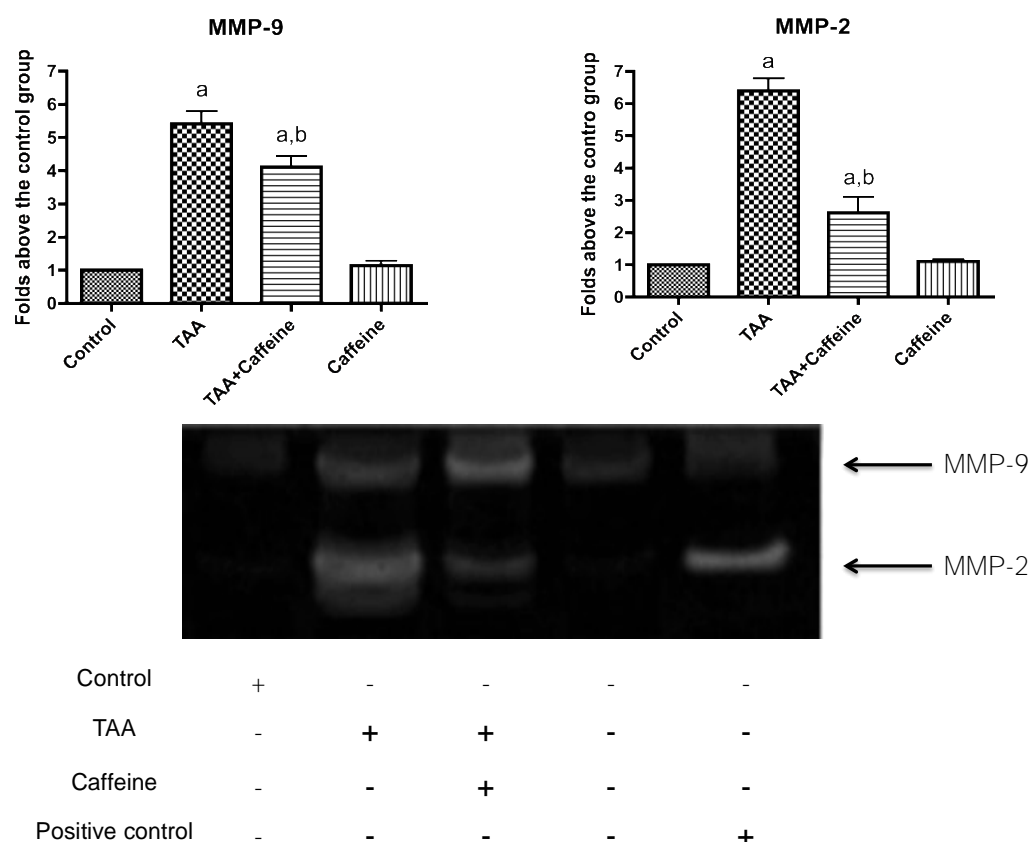 MMP-9
Folds above the control group
7
6
5
4
3
2
1
0
a
a,b
Control
TAA
TAA+Caffeine
Caffeine
MMP-2
Folds above the contro group
7
6
5
4
3
2
1
0
a
a,b
Control
TAA
TAA+Caffeine
Caffeine
MMP-9
MMP-2
Control + - - - -
TAA - + + - -
Caffeine - - + - -
Positive control - - - - +